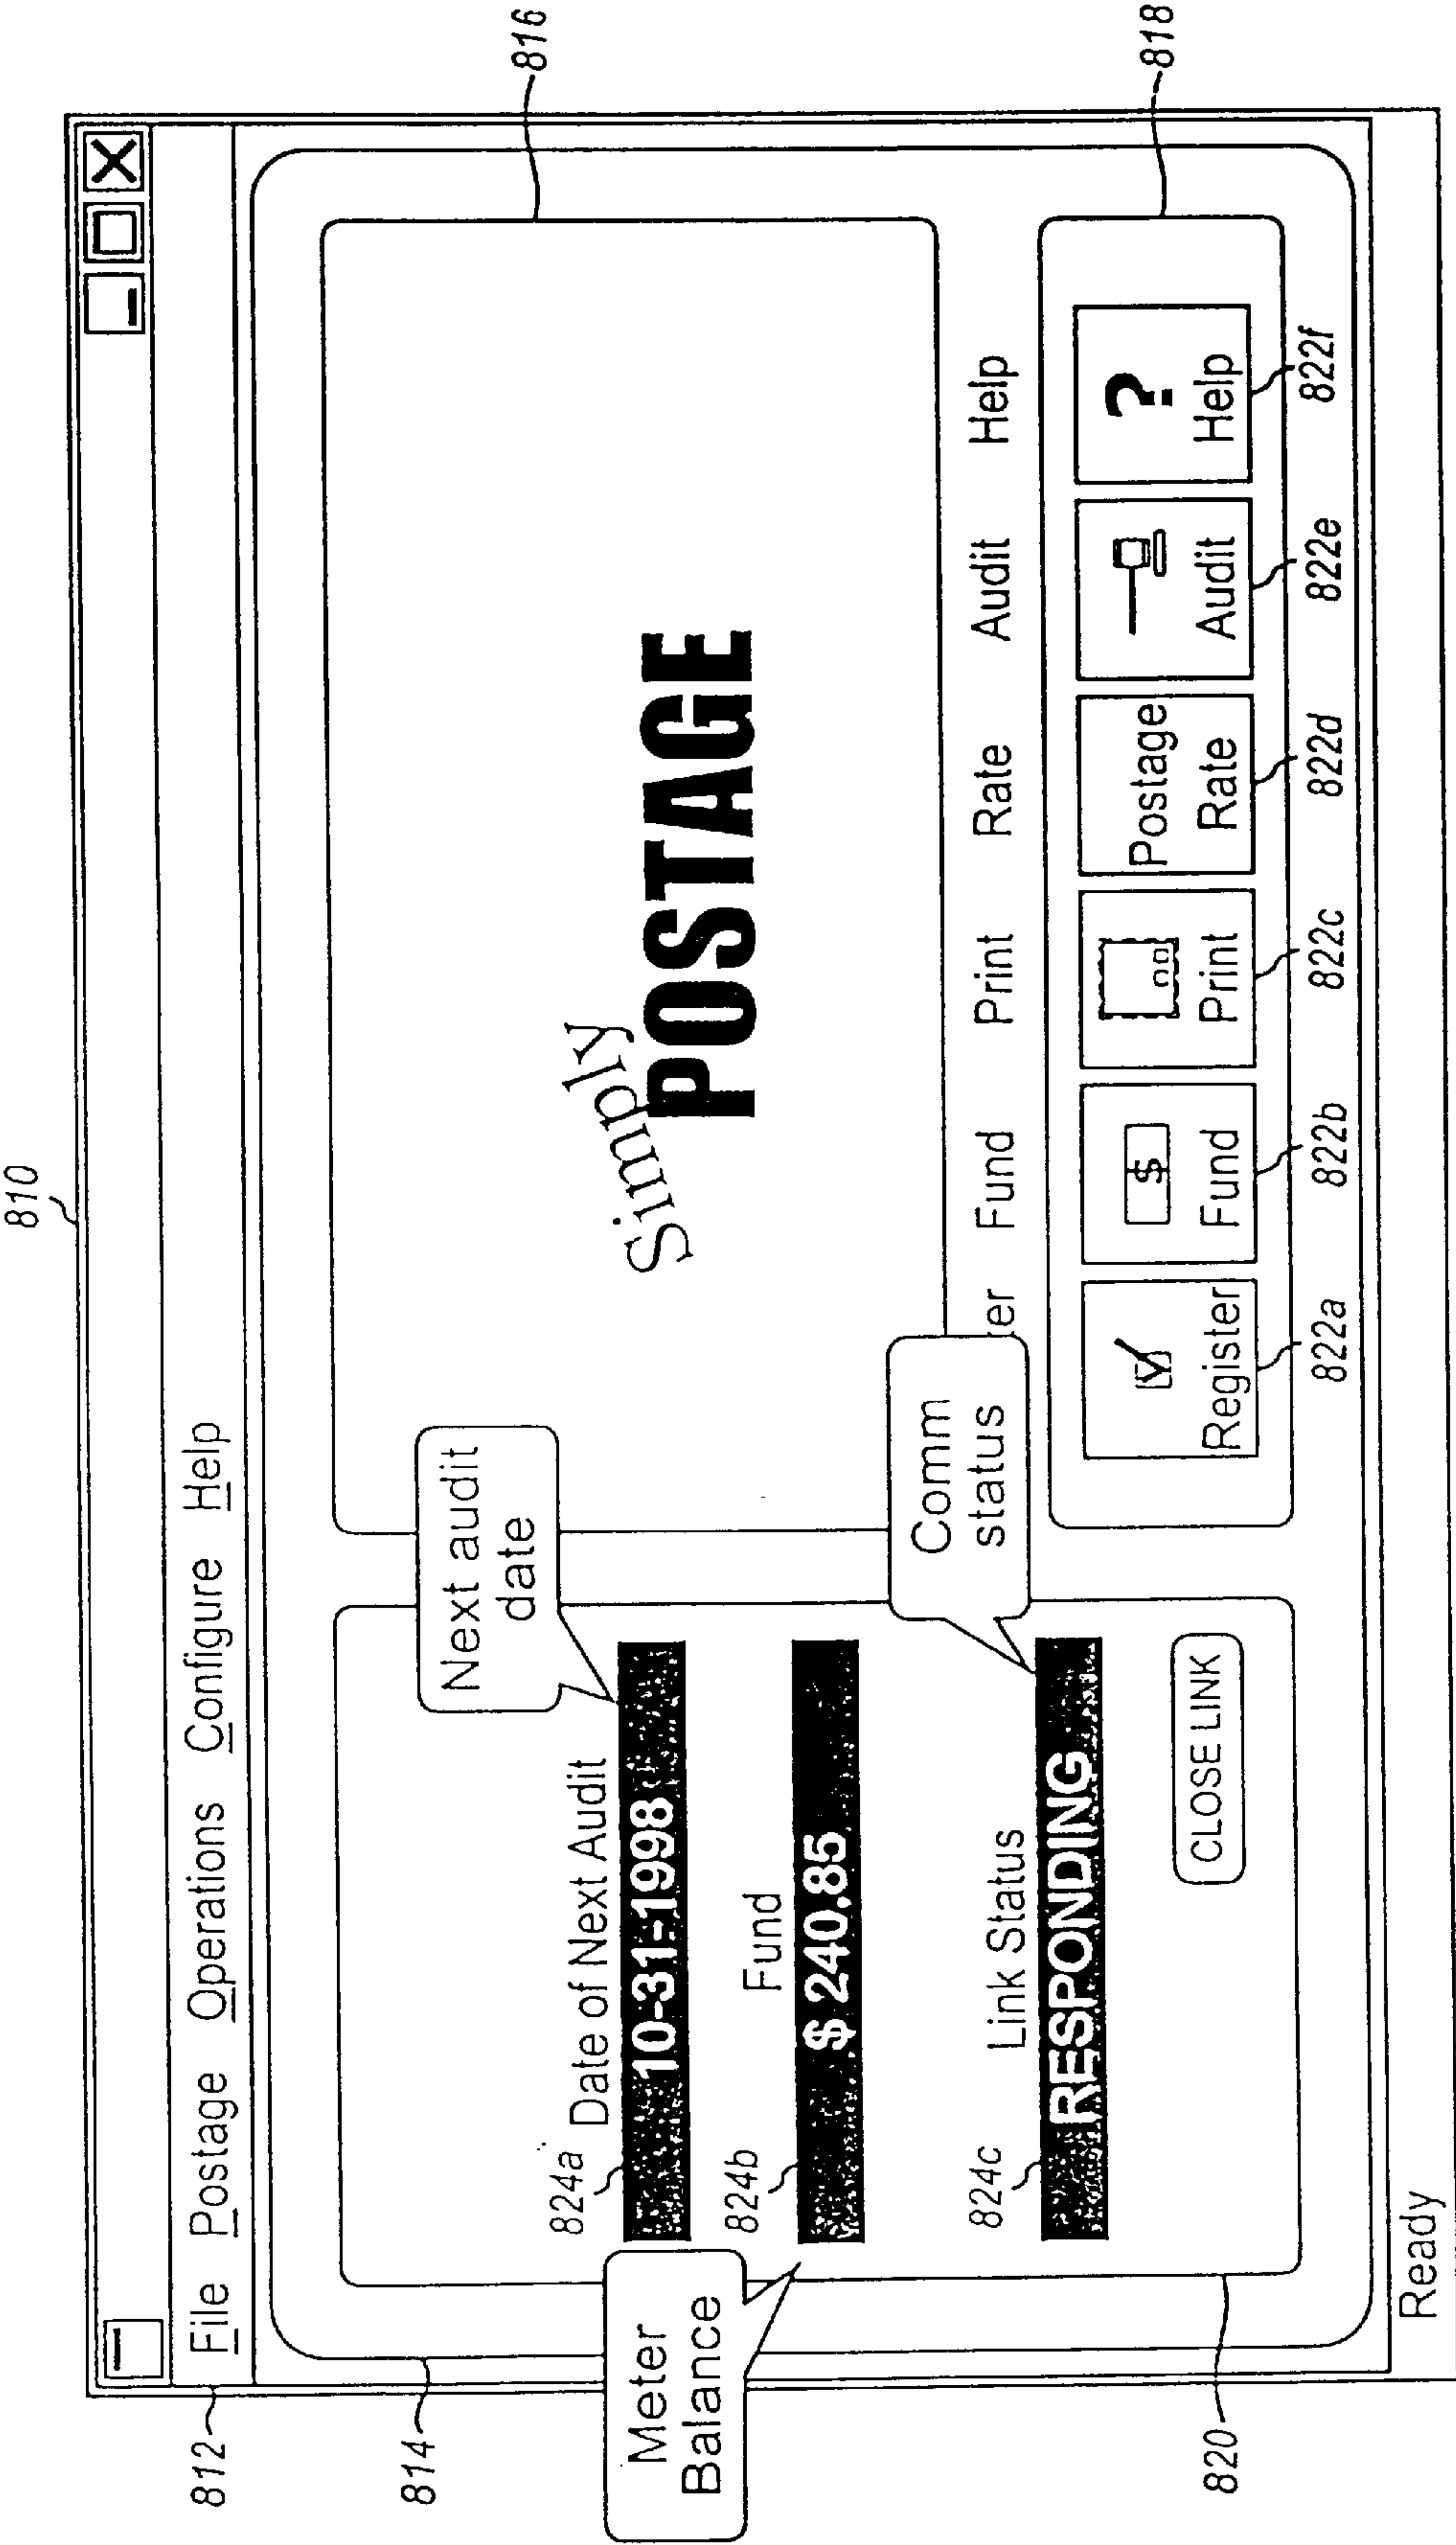 810
812
File Postage Operations Configure Help
814
816
Simply
POSTAGE
Next audit
date
824a
Date of Next Audit
10-31-1998
Meter
Balance
824b
Fund
$ 240.85
Comm
status
824c
Link Status
RESPONDING
CLOSE LINK
820
er Fund Print Rate Audit Help
818
$
Postage
?
Register Fund Print Rate Audit Help
822a 822b 822c 822d 822e 822f
Ready